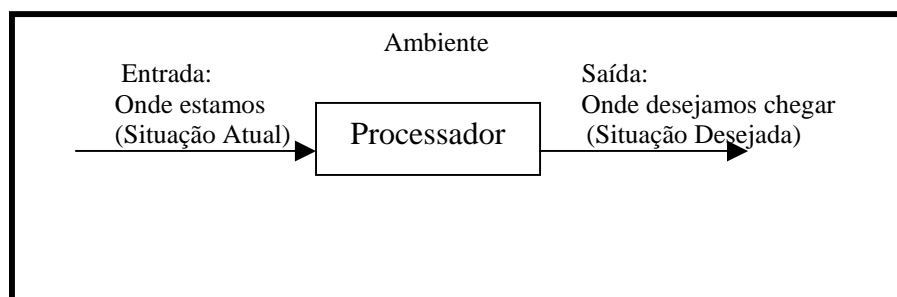 Ambiente
Entrada:
Onde estamos
(Situação Atual)
Processador
Saída:
Onde desejamos chegar
(Situação Desejada)